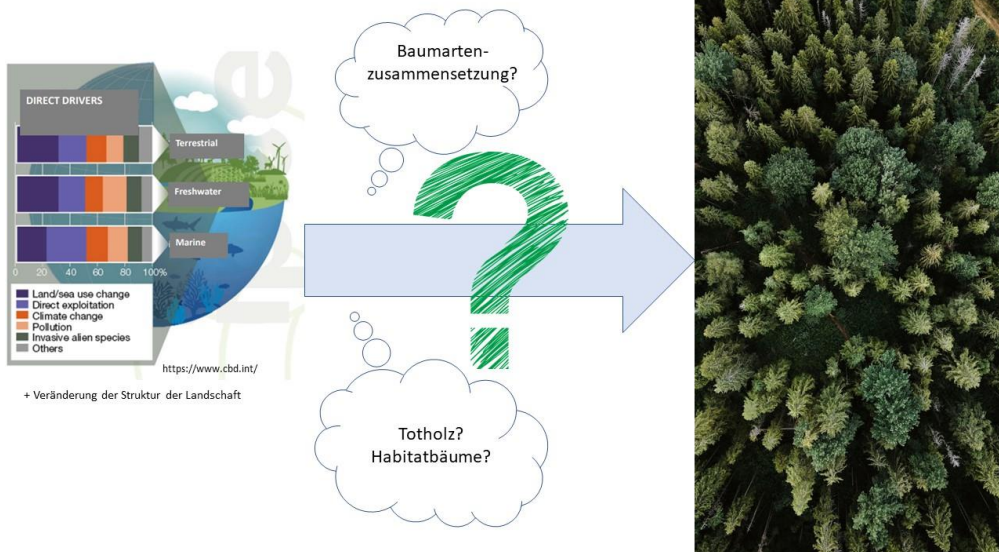 DIRECT DRIVERS
Terrestrial
Freshwater
Marine
0 20 40 60 80 100%
Land/sea use change
Direct exploitation
Climate change
Pollution
Invasive alien species
Others
https://www.cbd.int/
+ Veränderung der Struktur der Landschaft
Baumarten-
zusammensetzung?
?
Totholz?
Habitatbäume?